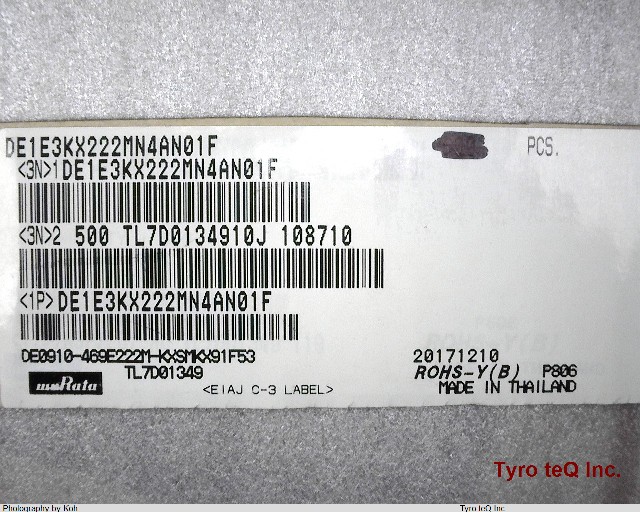 DE1E3KX222MN4AN01F
PCS.
<3N>1DE1E3KX222MN4AN01F
<3N>2 500 TL7D0134910J 108710
<1P>DE1E3KX222MN4AN01F
DE0910-469E222M-KXSMKX91F53
TL7D01349
muRata
<EIAJ C-3 LABEL>
20171210
ROHS-Y(B) P806
MADE IN THAILAND
Tyro teQ Inc.
Photography by Koh
Tyro teQ Inc